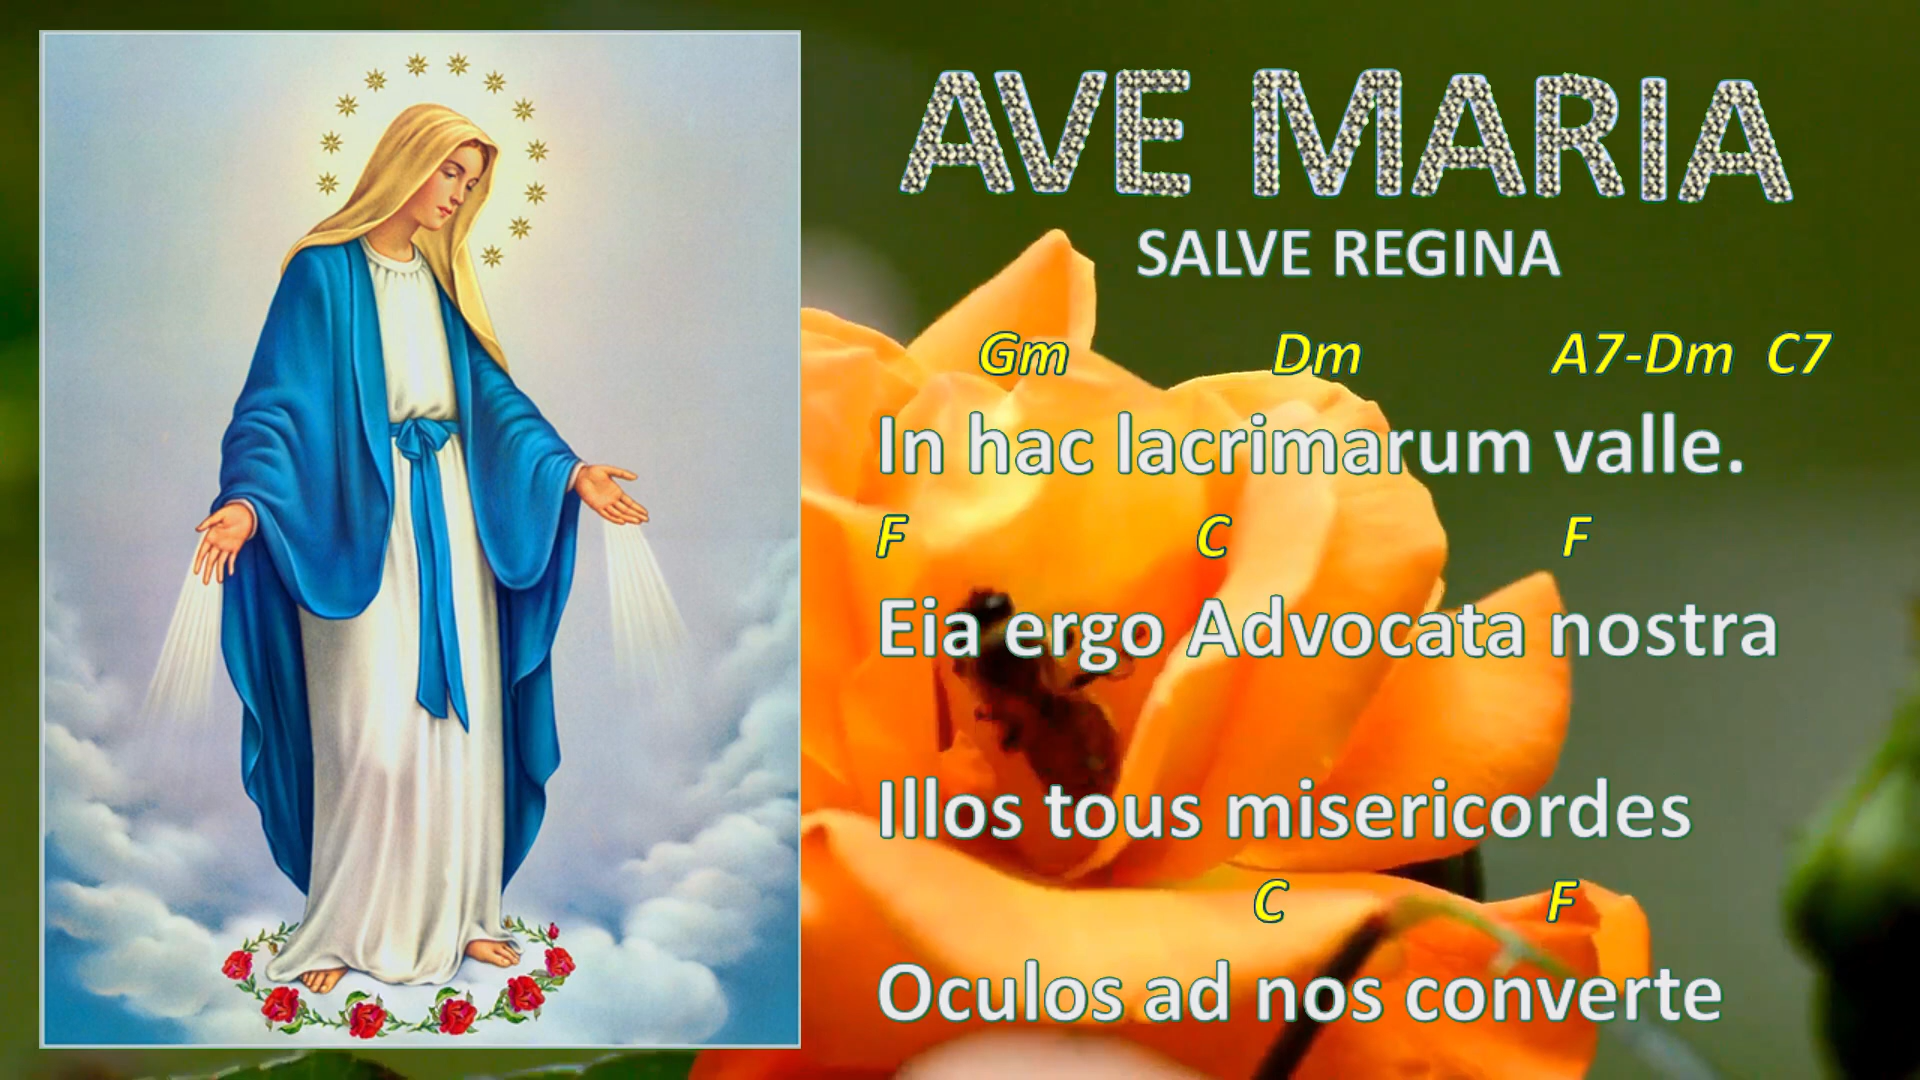 AVE MARIA
SALVE REGINA
Gm Dm A7-Dm C7
In hac lacrimarum valle.
F C F
Eia ergo Advocata nostra
Illos tous misericordes
C F
Oculos ad nos converte